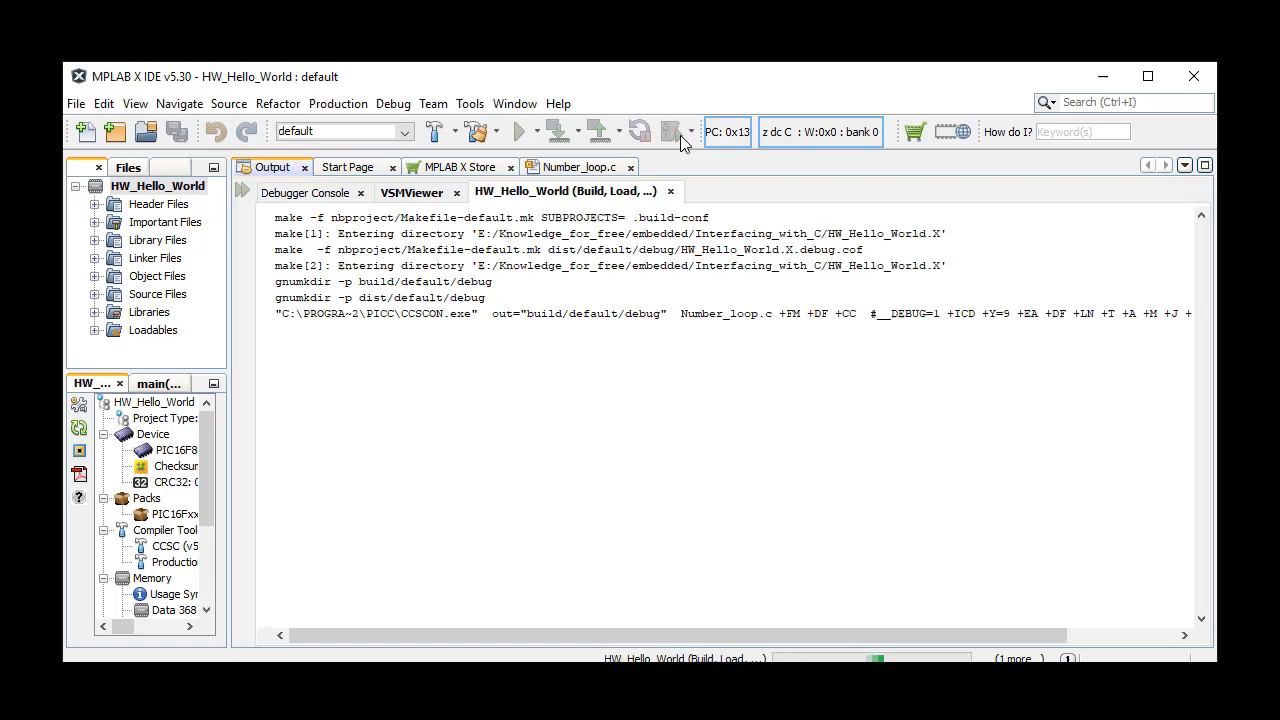 MPLAB X IDE v5.30 - HW_Hello_World : default
File Edit View Navigate Source Refactor Production Debug Team Tools Window Help
Search (Ctrl+I)
default
PC: 0x13
z dc C : W:0x0 : bank 0
How do I? Keyword(s)
Files
Output
Start Page
MPLAB X Store
Number_loop.c
HW_Hello_World
Header Files
Important Files
Library Files
Linker Files
Object Files
Source Files
Libraries
Loadables
Debugger Console
VSMViewer
HW_Hello_World (Build, Load, ...)
make -f nbproject/Makefile-default.mk SUBPROJECTS= .build-conf
make[1]: Entering directory 'E:/Knowledge_for_free/embedded/Interfacing_with_C/HW_Hello_World.X'
make  -f nbproject/Makefile-default.mk dist/default/debug/HW_Hello_World.X.debug.cof
make[2]: Entering directory 'E:/Knowledge_for_free/embedded/Interfacing_with_C/HW_Hello_World.X'
gnumkdir -p build/default/debug
gnumkdir -p dist/default/debug
"C:\PROGRA~2\PICC\CCSCON.exe"  out="build/default/debug"  Number_loop.c +FM +DF +CC  #__DEBUG=1 +ICD +Y=9 +EA +DF +LN +T +A +M +J +
HW_...
main(...
HW_Hello_World
Project Type:
Device
PIC16F8
Checksum
CRC32: 0
Packs
PIC16Fxx
Compiler Tool
CCSC (v5
Productio
Memory
Usage Sy
Data 368
HW_Hello_World (Build, Load, ...)
(1 more...)
1